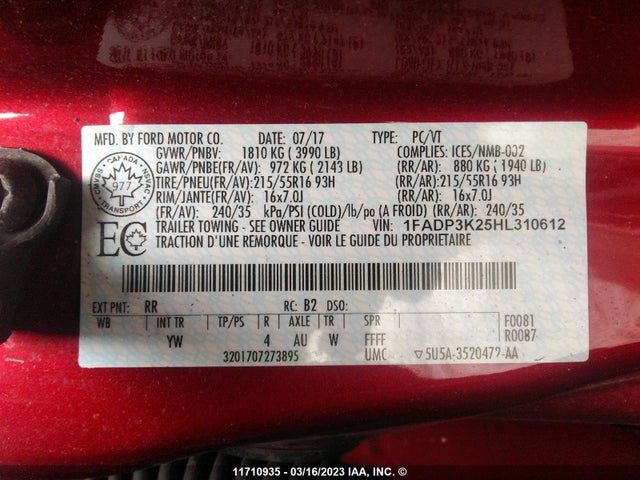 MFD. BY FORD MOTOR CO. DATE: 07/17 TYPE: PC/VT
GVWR/PNBV: 1810 KG ( 3990 LB) COMPLIES: ICES/NMB-002
GAWR/PNBE(FR/AV): 972 KG ( 2143 LB) (RR/AR): 880 KG ( 1940 LB)
TIRE/PNEU(FR/AV):215/55R16 93H (RR/AR):215/55R16 93H
RIM/JANTE(FR/AV): 16x7.0J (RR/AR): 16x7.0J
(FR/AV): 240/35 kPa/PSI (COLD)/lb/po (A FROID) (RR/AR): 240/35
TRAILER TOWING - SEE OWNER GUIDE VIN: 1FADP3K25HL310612
TRACTION D'UNE REMORQUE - VOIR GUIDE DU PROPRIETAIRE
CANADA
977
TRANSPORT
EC
EXT PNT: RR RC: B2 DSO:
WB INT TR TP/PS R AXLE TR SPR F0081
YW 4 AU W FFFF R0087
3201707273895 UMC ▽5U5A-3520472-AA
11710935 - 03/16/2023 IAA, Inc.